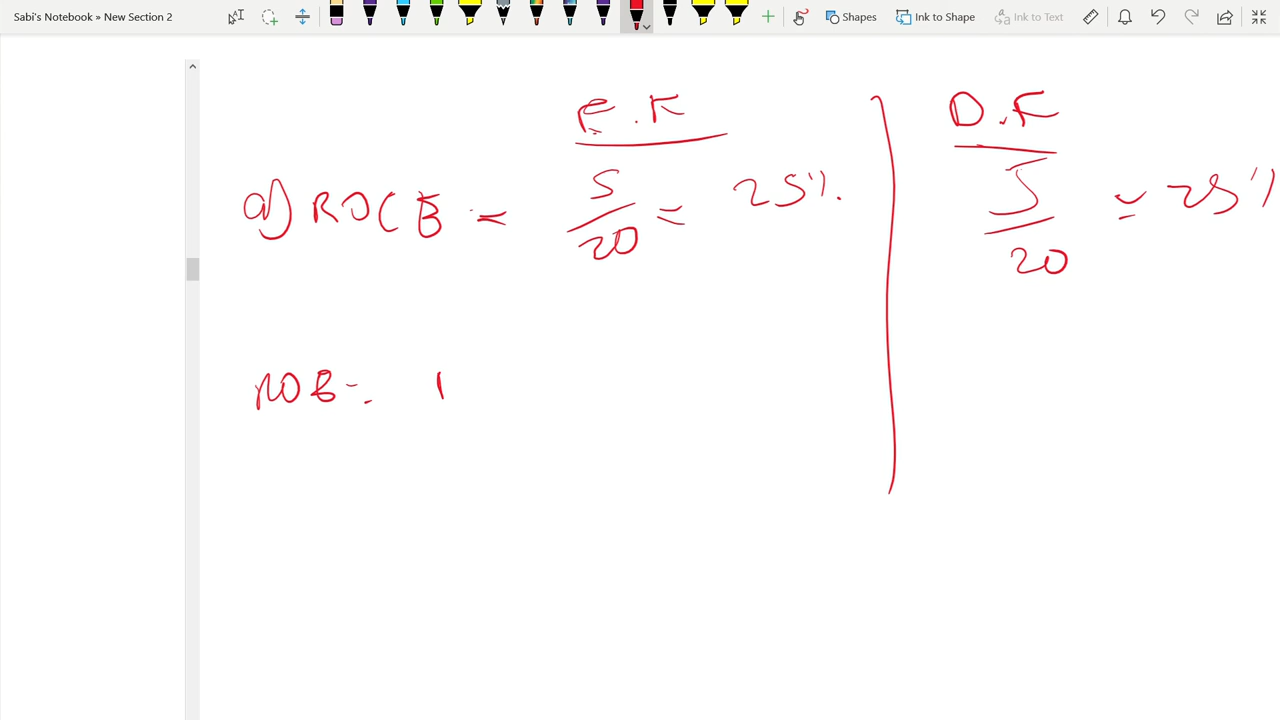 Sabi's Notebook » New Section 2
Shapes
Ink to Shape
Ink to Text
E.F
D.F
a) ROCE = 5/20 = 25%.
5/20 = 25%
ROE =